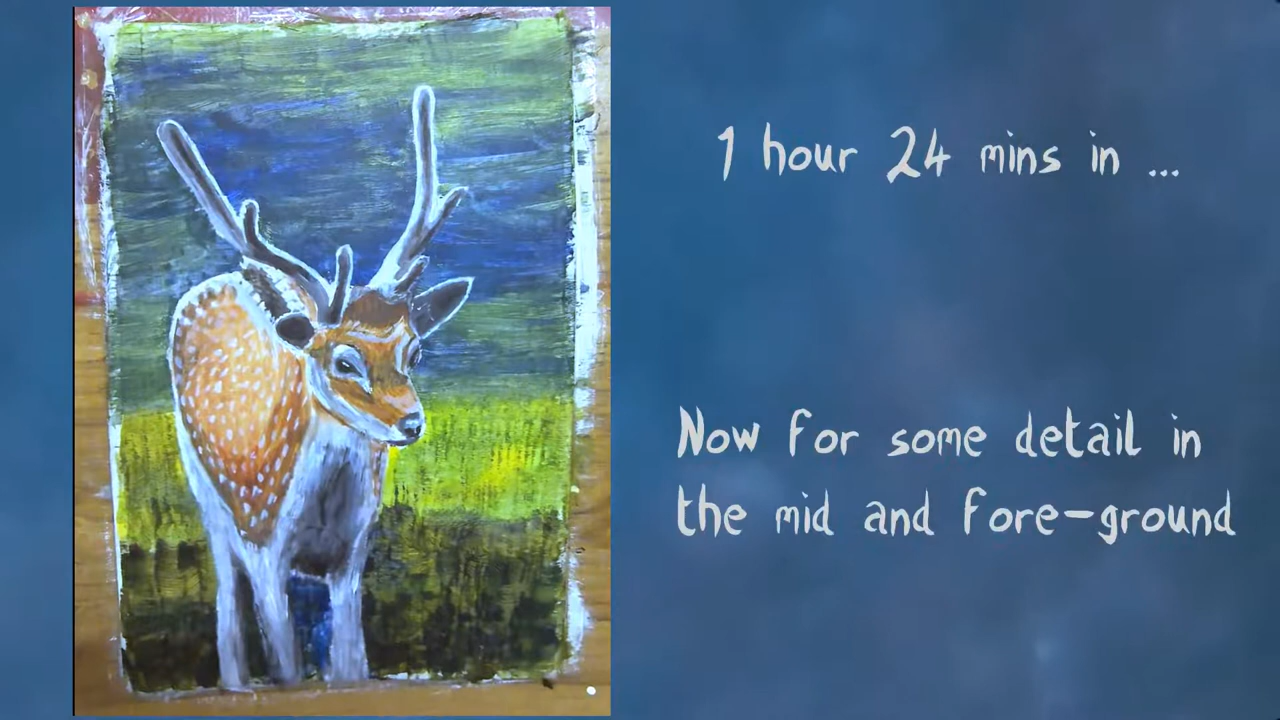 1 hour 24 mins in ...
Now for some detail in
the mid and fore-ground